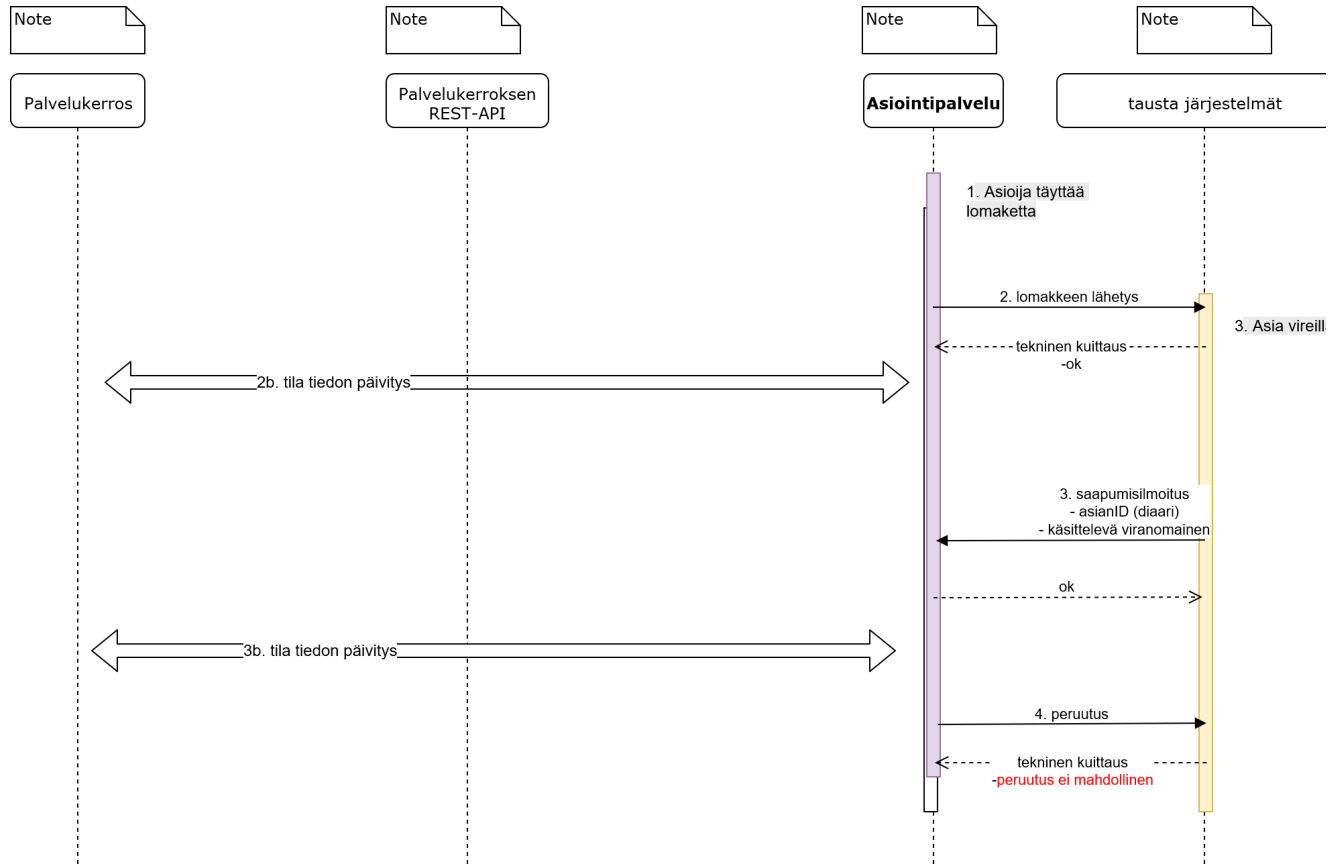 Note
Note
Note
Note
Palvelukerros
Palvelukerroksen
REST-API
Asiointipalvelu
tausta järjestelmät
1. Asioija täyttää
lomaketta
2. lomakkeen lähetys
3. Asia vireillä
tekninen kuittaus
-ok
2b. tila tiedon päivitys
3. saapumisilmoitus
- asianID (diaari)
- käsittelevä viranomainen
ok
3b. tila tiedon päivitys
4. peruutus
tekninen kuittaus
-peruutus ei mahdollinen